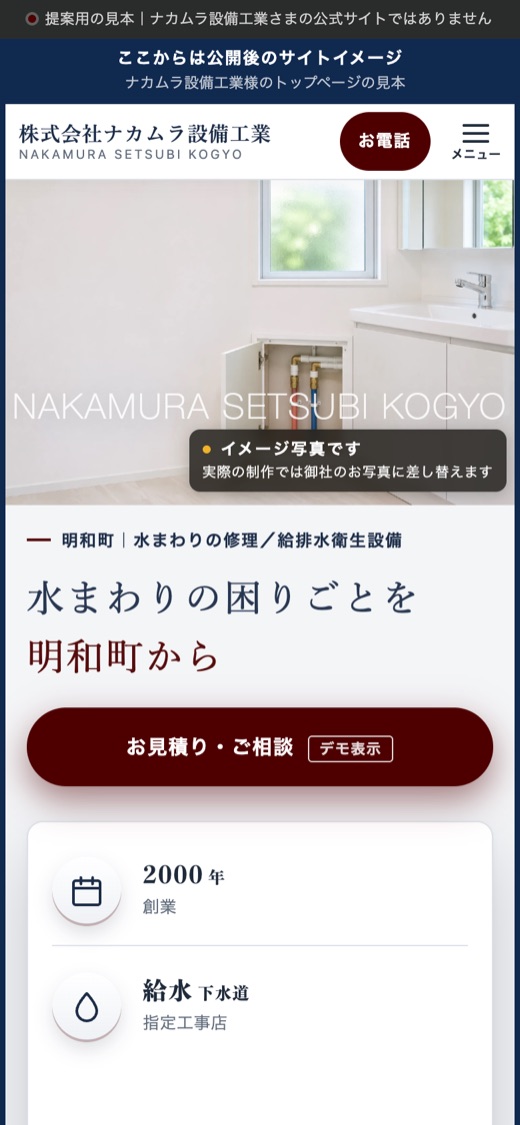 提案用の見本｜ナカムラ設備工業さまの公式サイトではありません
ここからは公開後のサイトイメージ
ナカムラ設備工業様のトップページの見本
株式会社ナカムラ設備工業
NAKAMURA SETSUBI KOGYO
お電話
メニュー
NAKAMURA SETSUBI KOGYO
イメージ写真です
実際の制作では御社のお写真に差し替えます
明和町｜水まわりの修理／給排水衛生設備
水まわりの困りごとを
明和町から
お見積り・ご相談 デモ表示
2000年
創業
給水 下水道
指定工事店